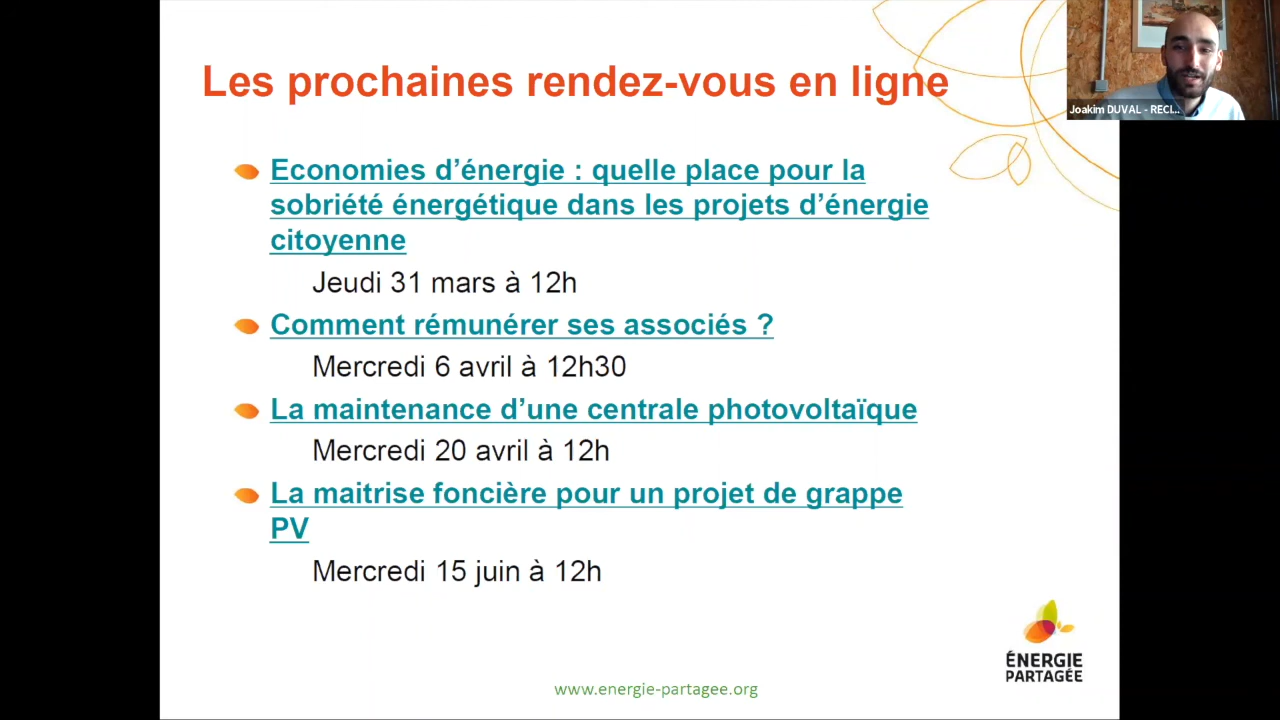 Les prochaines rendez-vous en ligne
Joakim DUVAL - RECI...
Economies d’énergie : quelle place pour la
sobriété énergétique dans les projets d’énergie
citoyenne
Jeudi 31 mars à 12h
Comment rémunérer ses associés ?
Mercredi 6 avril à 12h30
La maintenance d’une centrale photovoltaïque
Mercredi 20 avril à 12h
La maitrise foncière pour un projet de grappe
PV
Mercredi 15 juin à 12h
ÉNERGIE
PARTAGÉE
www.energie-partagee.org